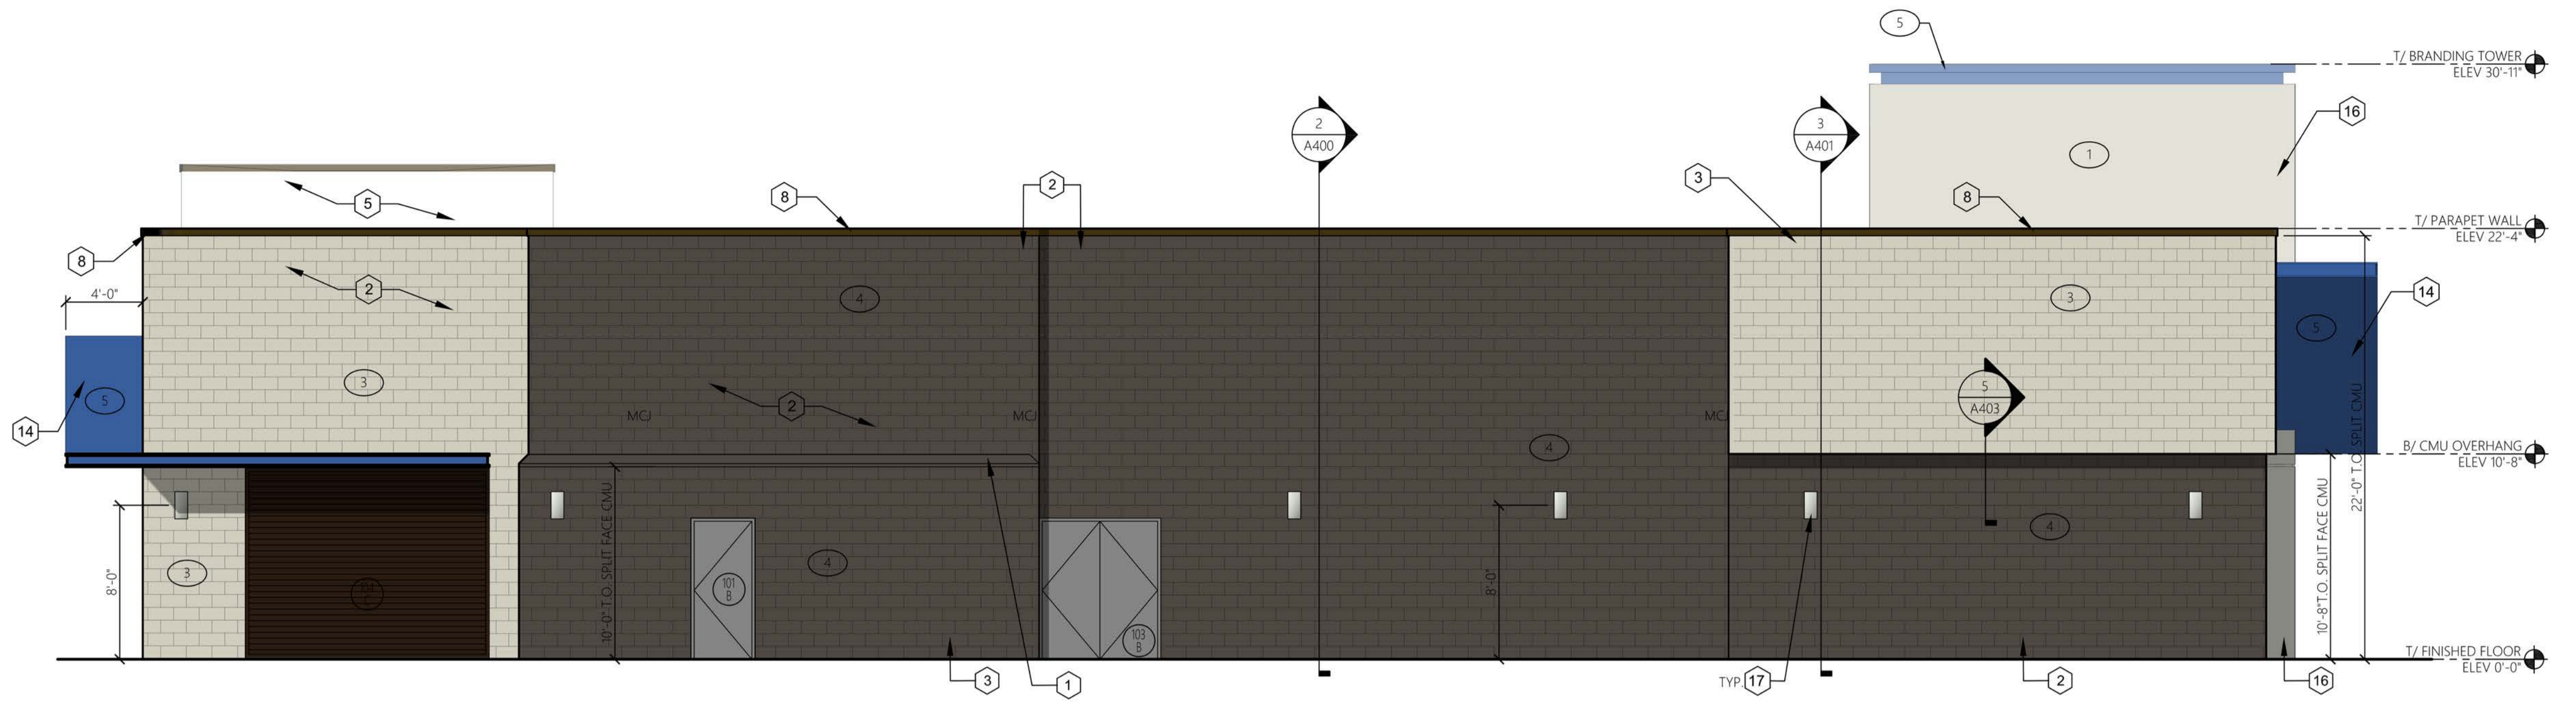 5
T/ BRANDING TOWER
ELEV 30'-11"
16
2
A400
3
A401
1
3
5
8
2
8
T/ PARAPET WALL
ELEV 22'-4"
8
2
4'-0"
4
3
14
5
3
5
14
5
A403
2
MCJ
MCJ
MCJ
22'-0" T.O. SPLIT CMU
4
B/ CMU OVERHANG
ELEV 10'-8"
10'-0" T.O. SPLIT FACE CMU
10'-8" T.O. SPLIT FACE CMU
8'-0"
3
101
B
4
8'-0"
4
103
B
T/ FINISHED FLOOR
ELEV 0'-0"
3
1
TYP. 17
2
16